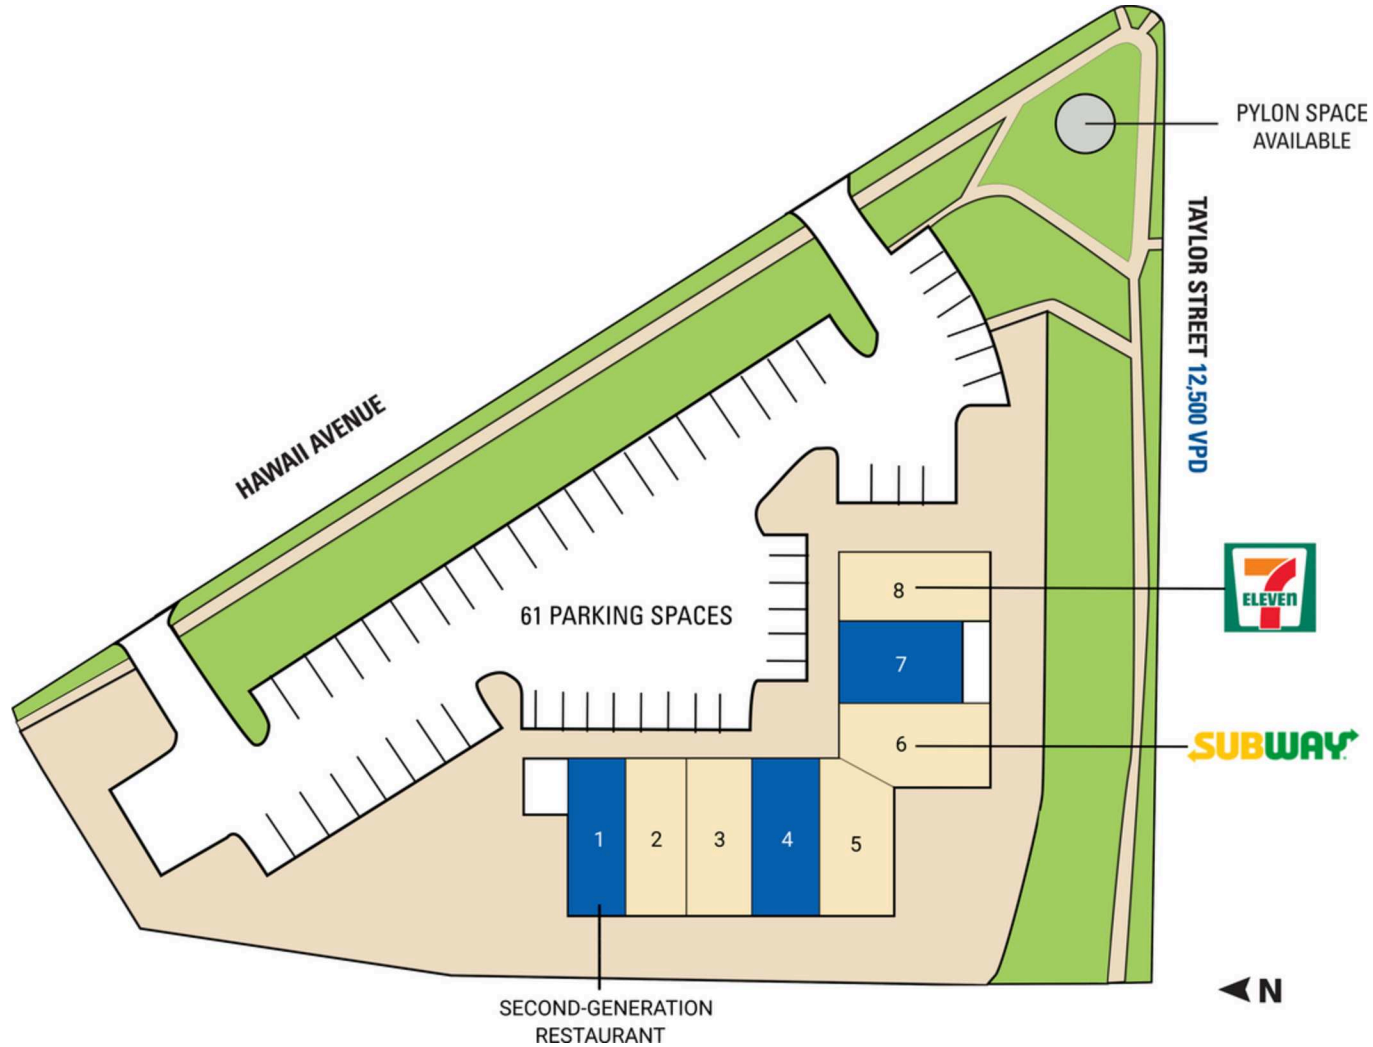 PYLON SPACE
AVAILABLE
TAYLOR STREET 12,500 VPD
HAWAII AVENUE
7
ELEVEN
8
61 PARKING SPACES
7
6
SUBWAY
1
2
3
4
5
N
SECOND-GENERATION
RESTAURANT